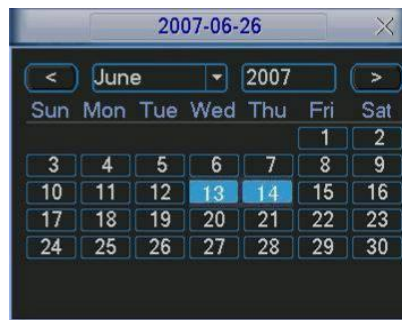 2007-06-26
< June 2007 >
Sun Mon Tue Wed Thu Fri Sat
1 2
3 4 5 6 7 8 9
10 11 12 13 14 15 16
17 18 19 20 21 22 23
24 25 26 27 28 29 30